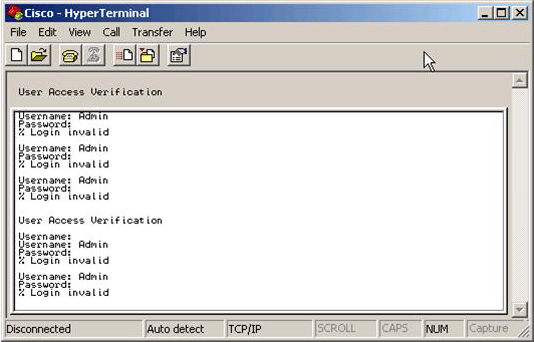 Cisco - HyperTerminal
File Edit View Call Transfer Help
User Access Verification
Username: Admin
Password:
% Login invalid
Username: Admin
Password:
% Login invalid
Username: Admin
Password:
% Login invalid
User Access Verification
Username:
Username: Admin
Password:
% Login invalid
Username: Admin
Password:
% Login invalid
Disconnected Auto detect TCP/IP SCROLL CAPS NUM Capture